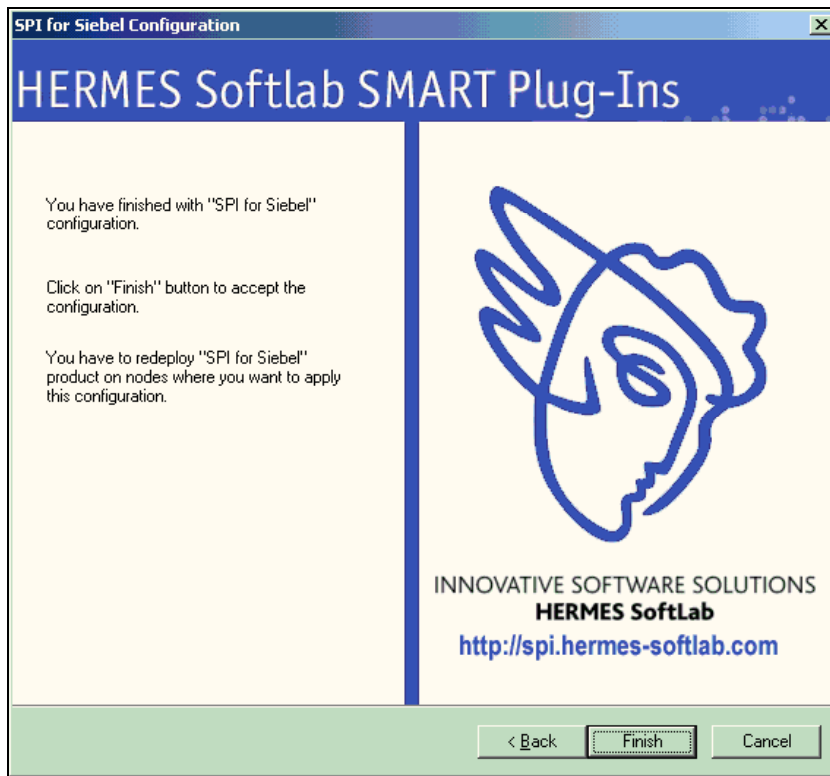 SPI for Siebel Configuration
HERMES Softlab SMART Plug-Ins
You have finished with "SPI for Siebel"
configuration.
Click on "Finish" button to accept the
configuration.
You have to redeploy "SPI for Siebel"
product on nodes where you want to apply
this configuration.
INNOVATIVE SOFTWARE SOLUTIONS
HERMES SoftLab
http://spi.hermes-softlab.com
< Back
Finish
Cancel